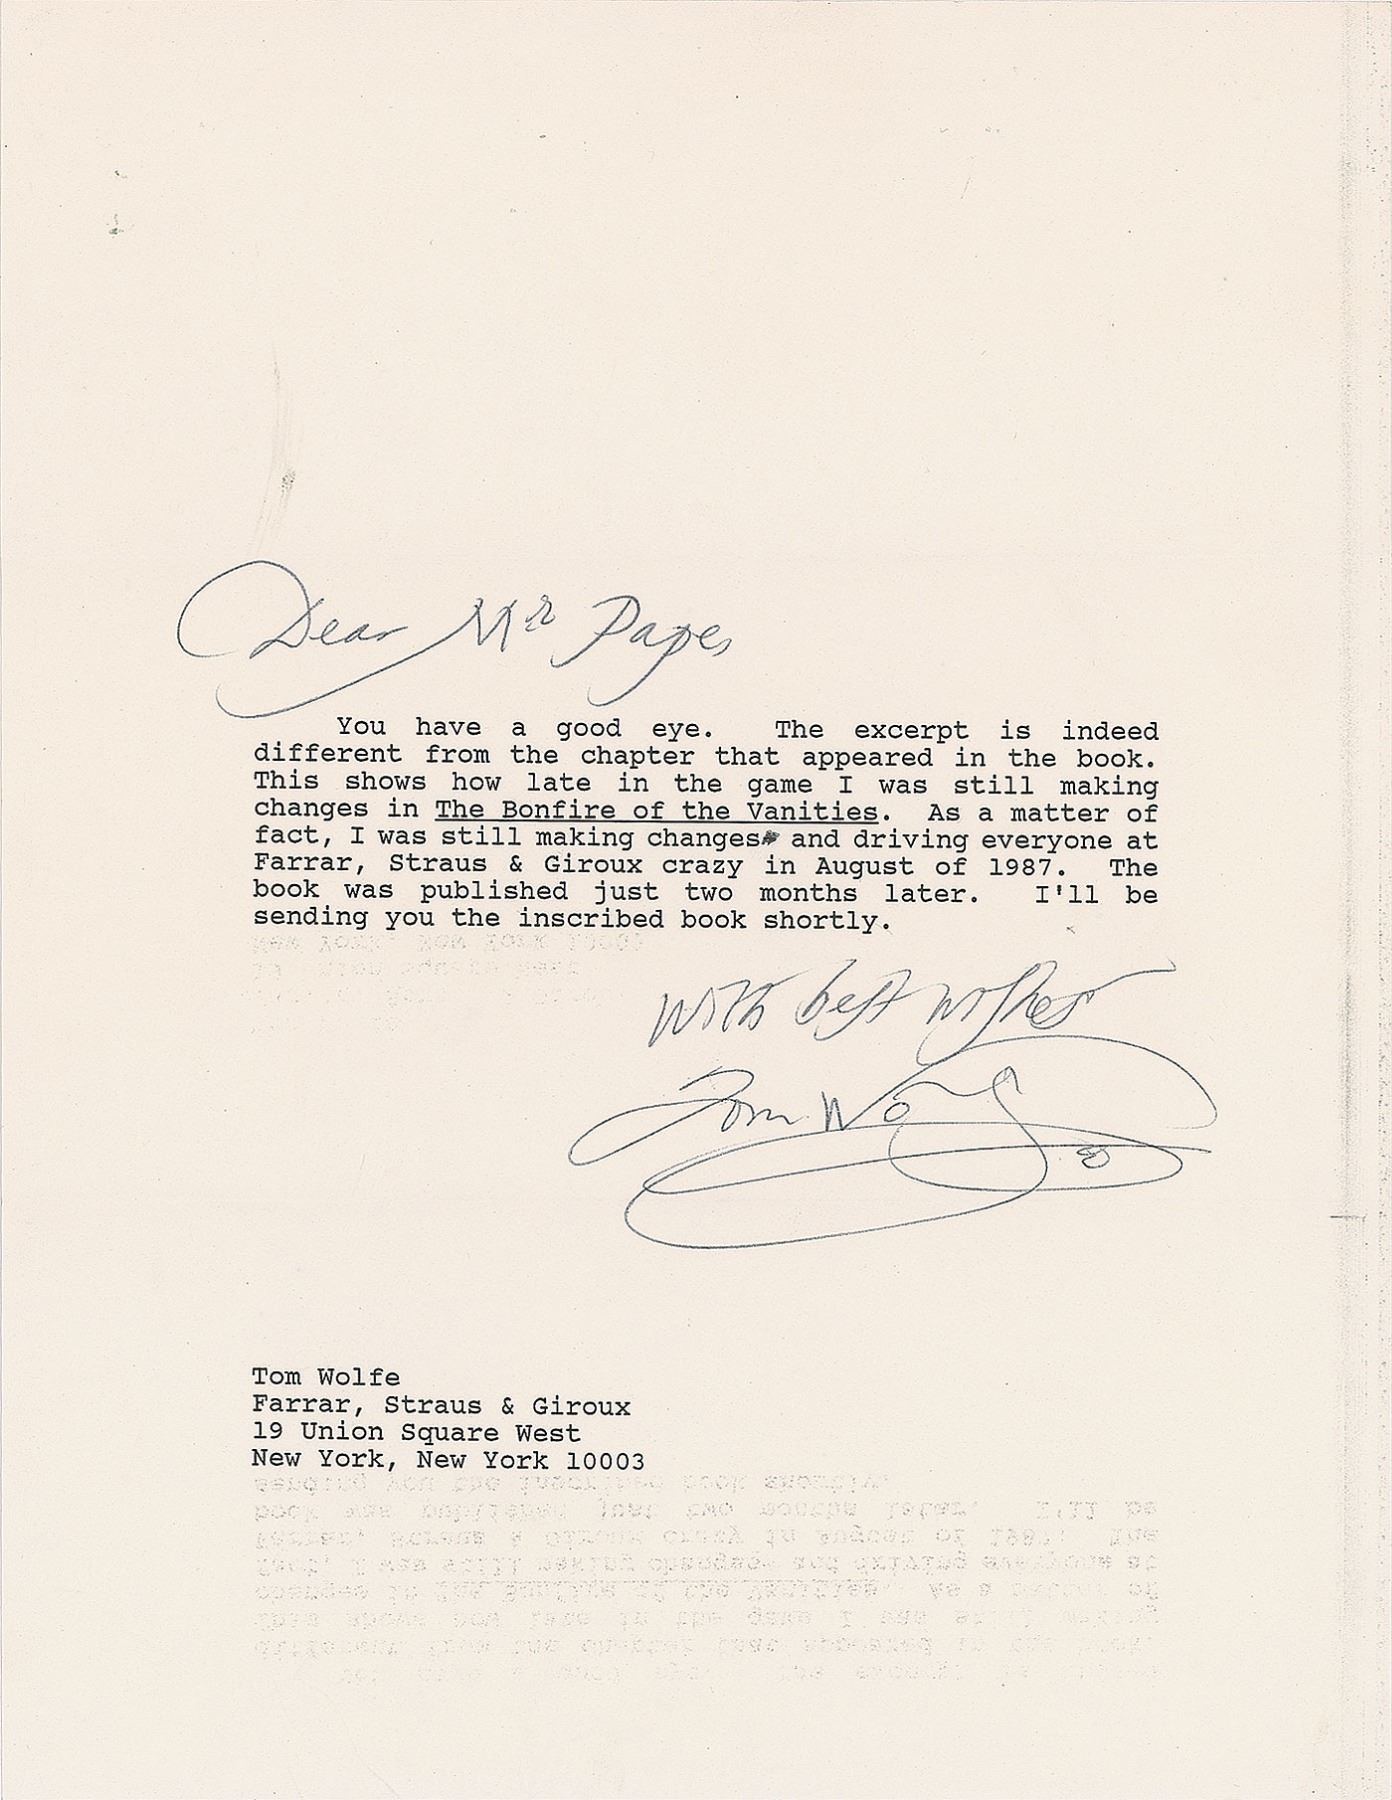 Dear Mr Papes,
You have a good eye. The excerpt is indeed
different from the chapter that appeared in the book.
This shows how late in the game I was still making
changes in The Bonfire of the Vanities. As a matter of
fact, I was still making changes and driving everyone at
Farrar, Straus & Giroux crazy in August of 1987. The
book was published just two months later. I'll be
sending you the inscribed book shortly.
With best wishes
Tom Wolfe
Tom Wolfe
Farrar, Straus & Giroux
19 Union Square West
New York, New York 10003